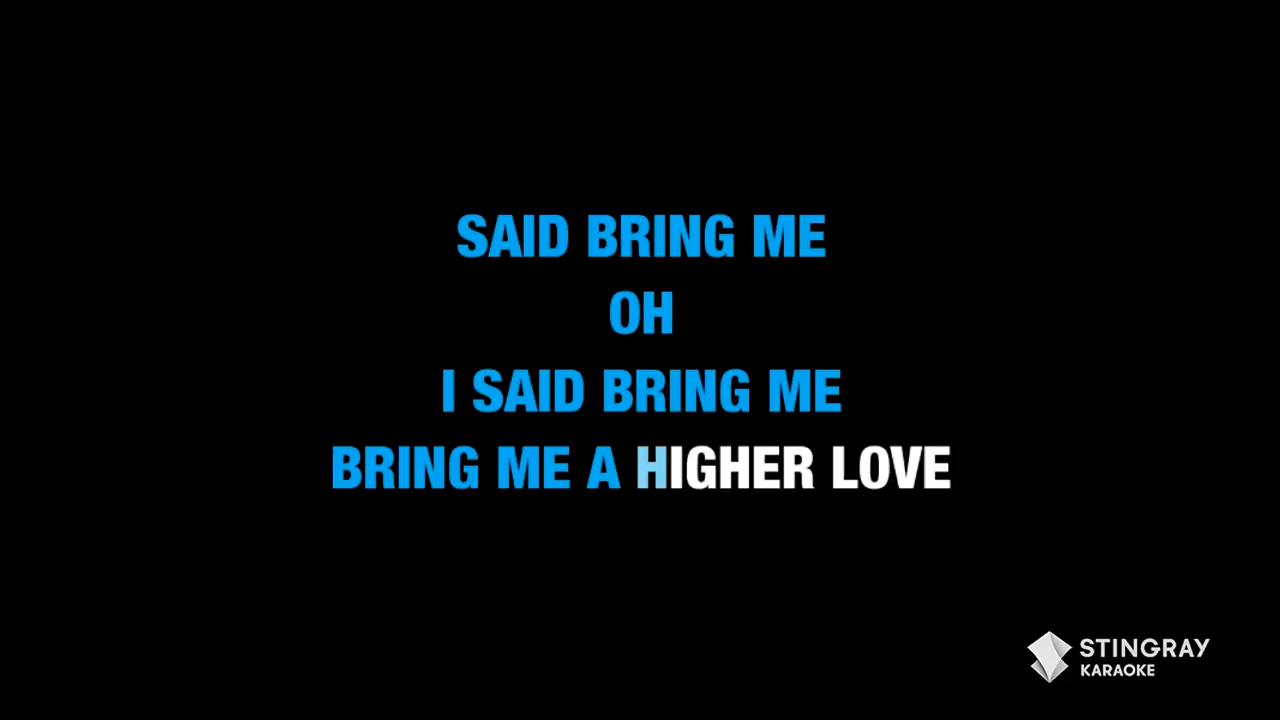 SAID BRING ME
OH
I SAID BRING ME
BRING ME A HIGHER LOVE
STINGRAY
KARAOKE